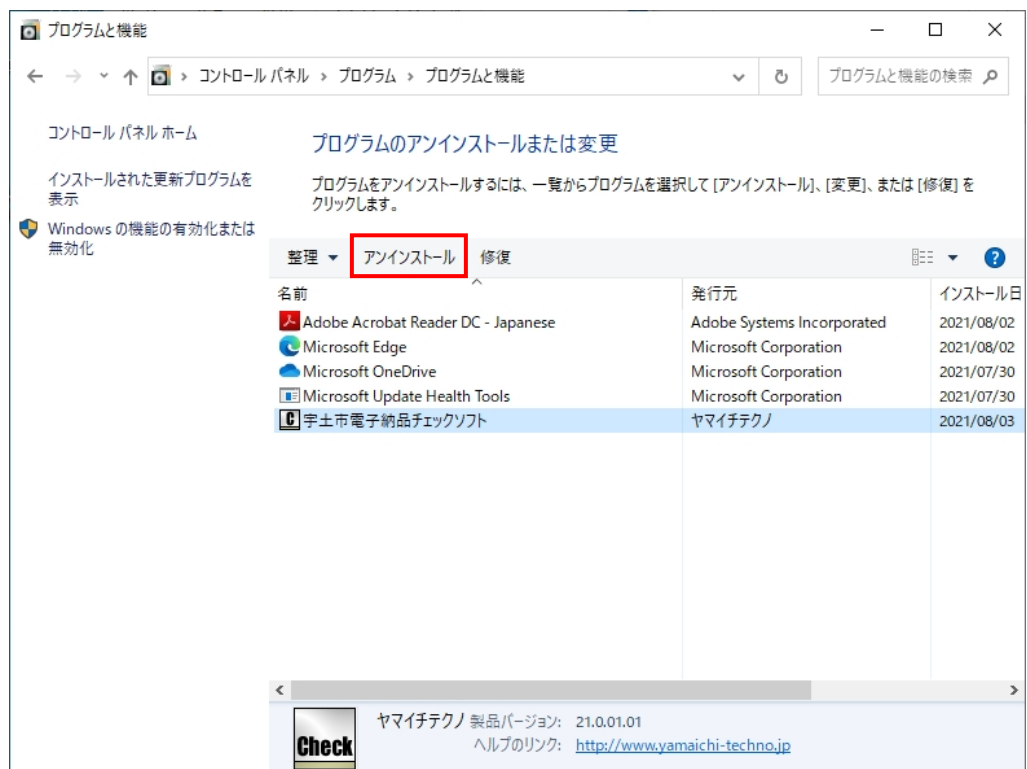 プログラムと機能
コントロール パネル › プログラム › プログラムと機能
プログラムと機能の検索
コントロール パネル ホーム
インストールされた更新プログラムを
表示
Windows の機能の有効化または
無効化
プログラムのアンインストールまたは変更
プログラムをアンインストールするには、一覧からプログラムを選択して [アンインストール]、[変更]、または [修復] を
クリックします。
整理 アンインストール 修復
名前 発行元 インストール日
Adobe Acrobat Reader DC - Japanese Adobe Systems Incorporated 2021/08/02
Microsoft Edge Microsoft Corporation 2021/08/02
Microsoft OneDrive Microsoft Corporation 2021/07/30
Microsoft Update Health Tools Microsoft Corporation 2021/07/30
C 宇土市電子納品チェックソフト ヤマイチテクノ 2021/08/03
Check
ヤマイチテクノ 製品バージョン: 21.0.01.01
ヘルプのリンク: http://www.yamaichi-techno.jp